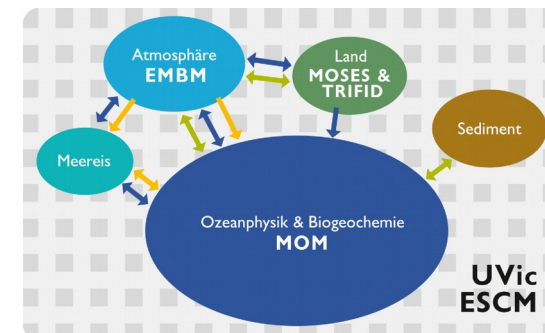 Atmosphäre
EMBM
Land
MOSES &
TRIFID
Meereis
Sediment
Ozeanphysik & Biogeochemie
MOM
UVic
ESCM